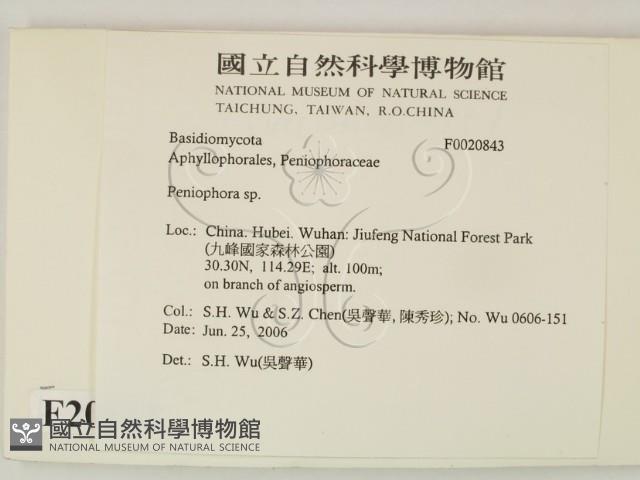 國立自然科學博物館
NATIONAL MUSEUM OF NATURAL SCIENCE
TAICHUNG, TAIWAN, R.O.CHINA
Basidiomycota F0020843
Aphyllophorales, Peniophoraceae
Peniophora sp.
Loc.: China. Hubei. Wuhan: Jiufeng National Forest Park
(九峰國家森林公園)
30.30N, 114.29E; alt. 100m;
on branch of angiosperm.
Col.: S.H. Wu & S.Z. Chen(吳聲華, 陳秀珍); No. Wu 0606-151
Date: Jun. 25, 2006
Det.: S.H. Wu(吳聲華)
國立自然科學博物館
NATIONAL MUSEUM OF NATURAL SCIENCE